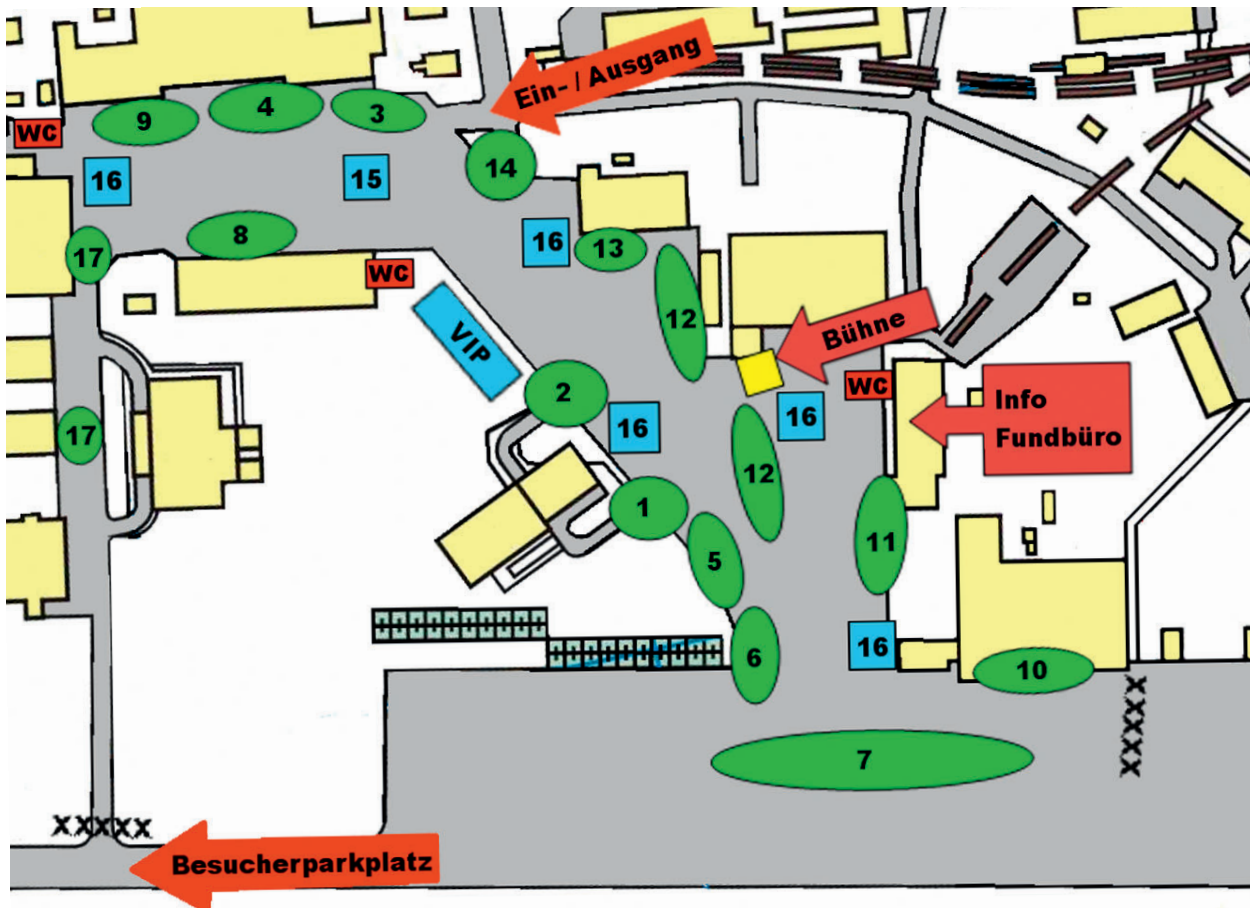 Ein- / Ausgang
9
4
3
WC
14
16
15
8
17
16
13
WC
12
VIP
Bühne
2
WC
Info
Fundbüro
16
16
17
12
1
11
5
16
6
10
XXXXX
7
XXXXX
Besucherparkplatz